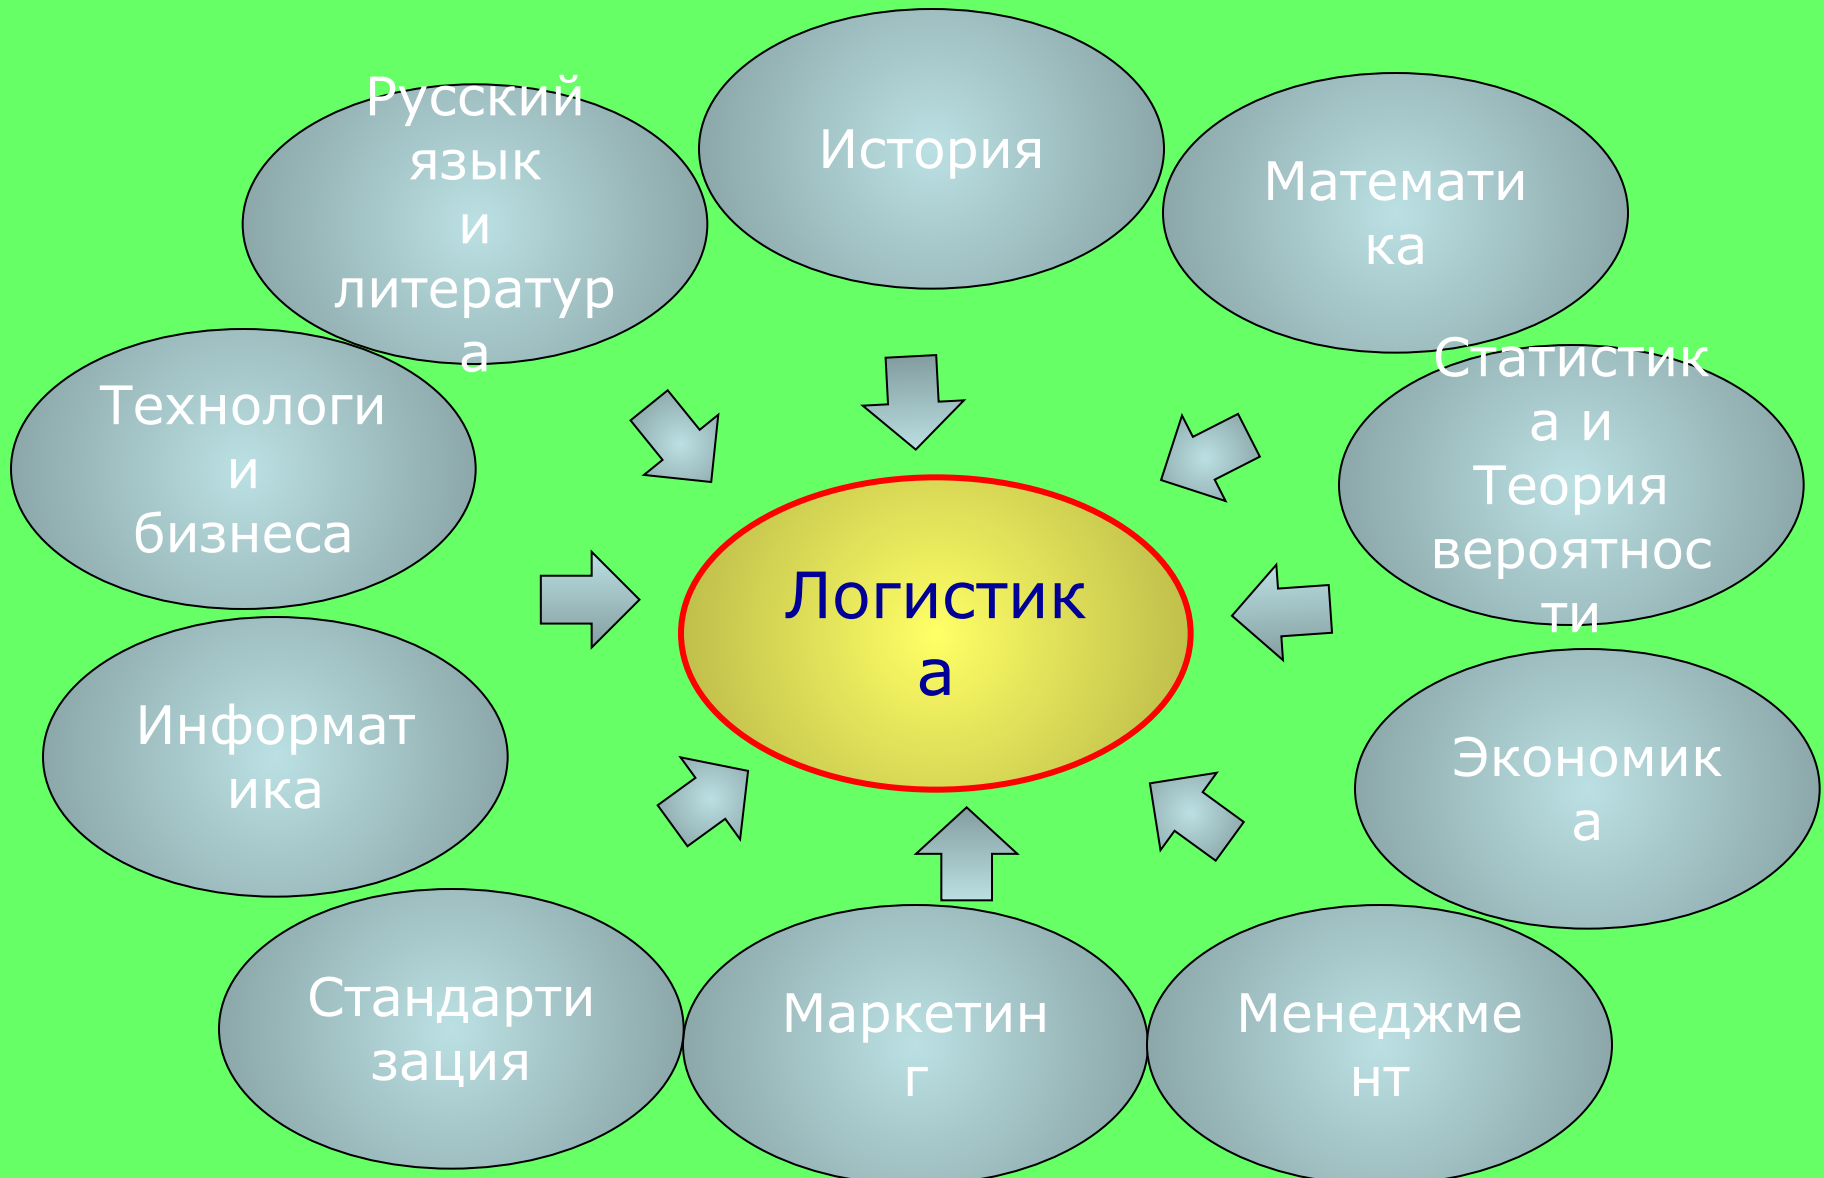 Русский
язык
и
литератур
а
История
Математи
ка
Технологи
и
бизнеса
Статистик
а и
Теория
вероятнос
ти
Логистик
а
Информат
ика
Экономик
а
Стандарти
зация
Маркетин
г
Менеджме
нт